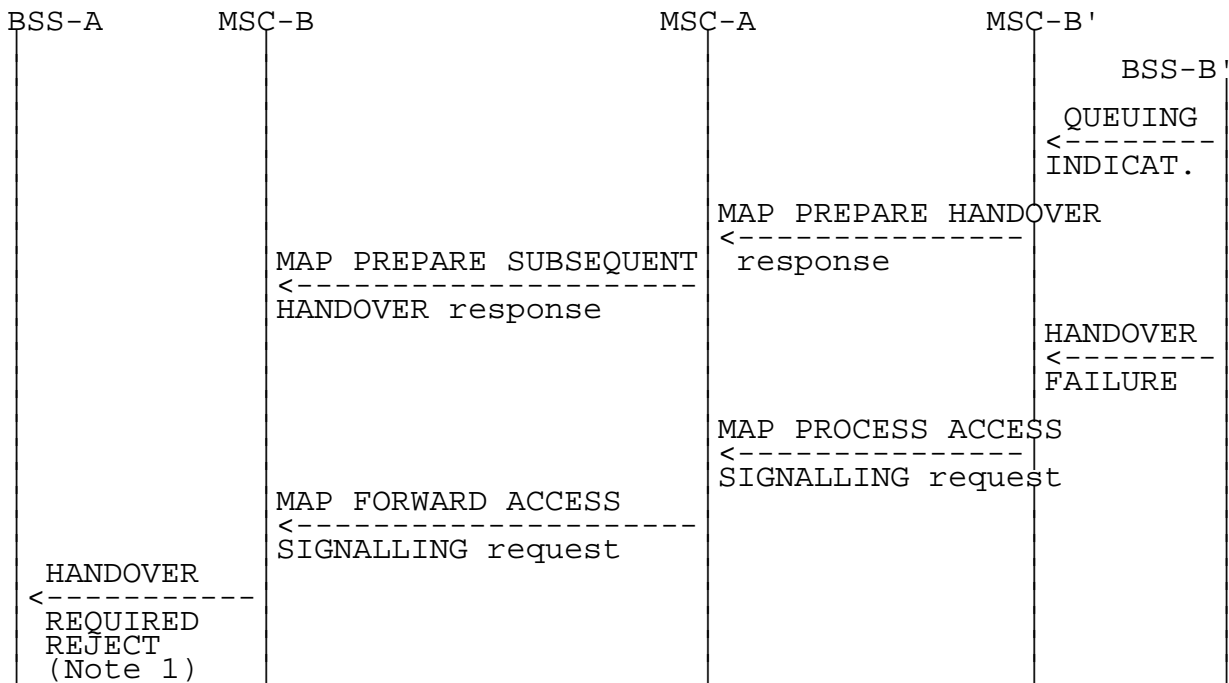 BSS-A MSC-B MSC-A MSC-B'
BSS-B'
QUEUING
<--------
INDICAT.
MAP PREPARE HANDOVER
<---------------
MAP PREPARE SUBSEQUENT response
<---------------------
HANDOVER response
HANDOVER
<--------
FAILURE
MAP PROCESS ACCESS
<---------------
SIGNALLING request
MAP FORWARD ACCESS
<---------------------
SIGNALLING request
HANDOVER
<-----------
REQUIRED
REJECT
(Note 1)